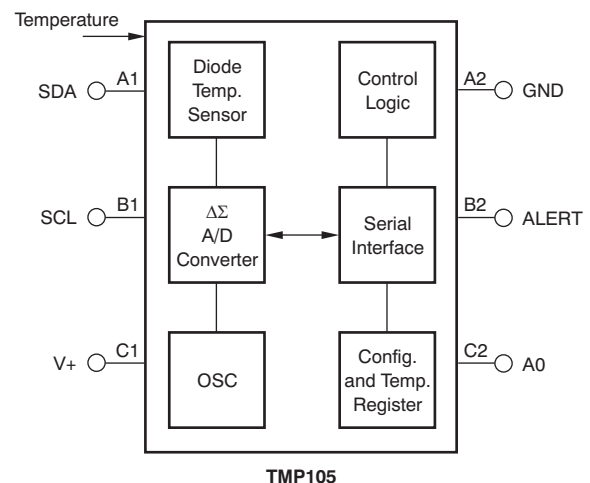 Temperature
SDA
A1
Diode
Temp.
Sensor
Control
Logic
A2
GND
SCL
B1
ΔΣ
A/D
Converter
Serial
Interface
B2
ALERT
V+
C1
OSC
Config.
and Temp.
Register
C2
A0
TMP105